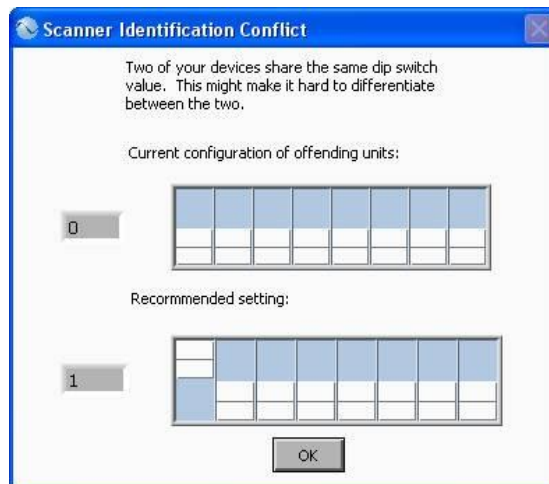 Scanner Identification Conflict
Two of your devices share the same dip switch
value. This might make it hard to differentiate
between the two.
Current configuration of offending units:
0
Recormmended setting:
1
OK